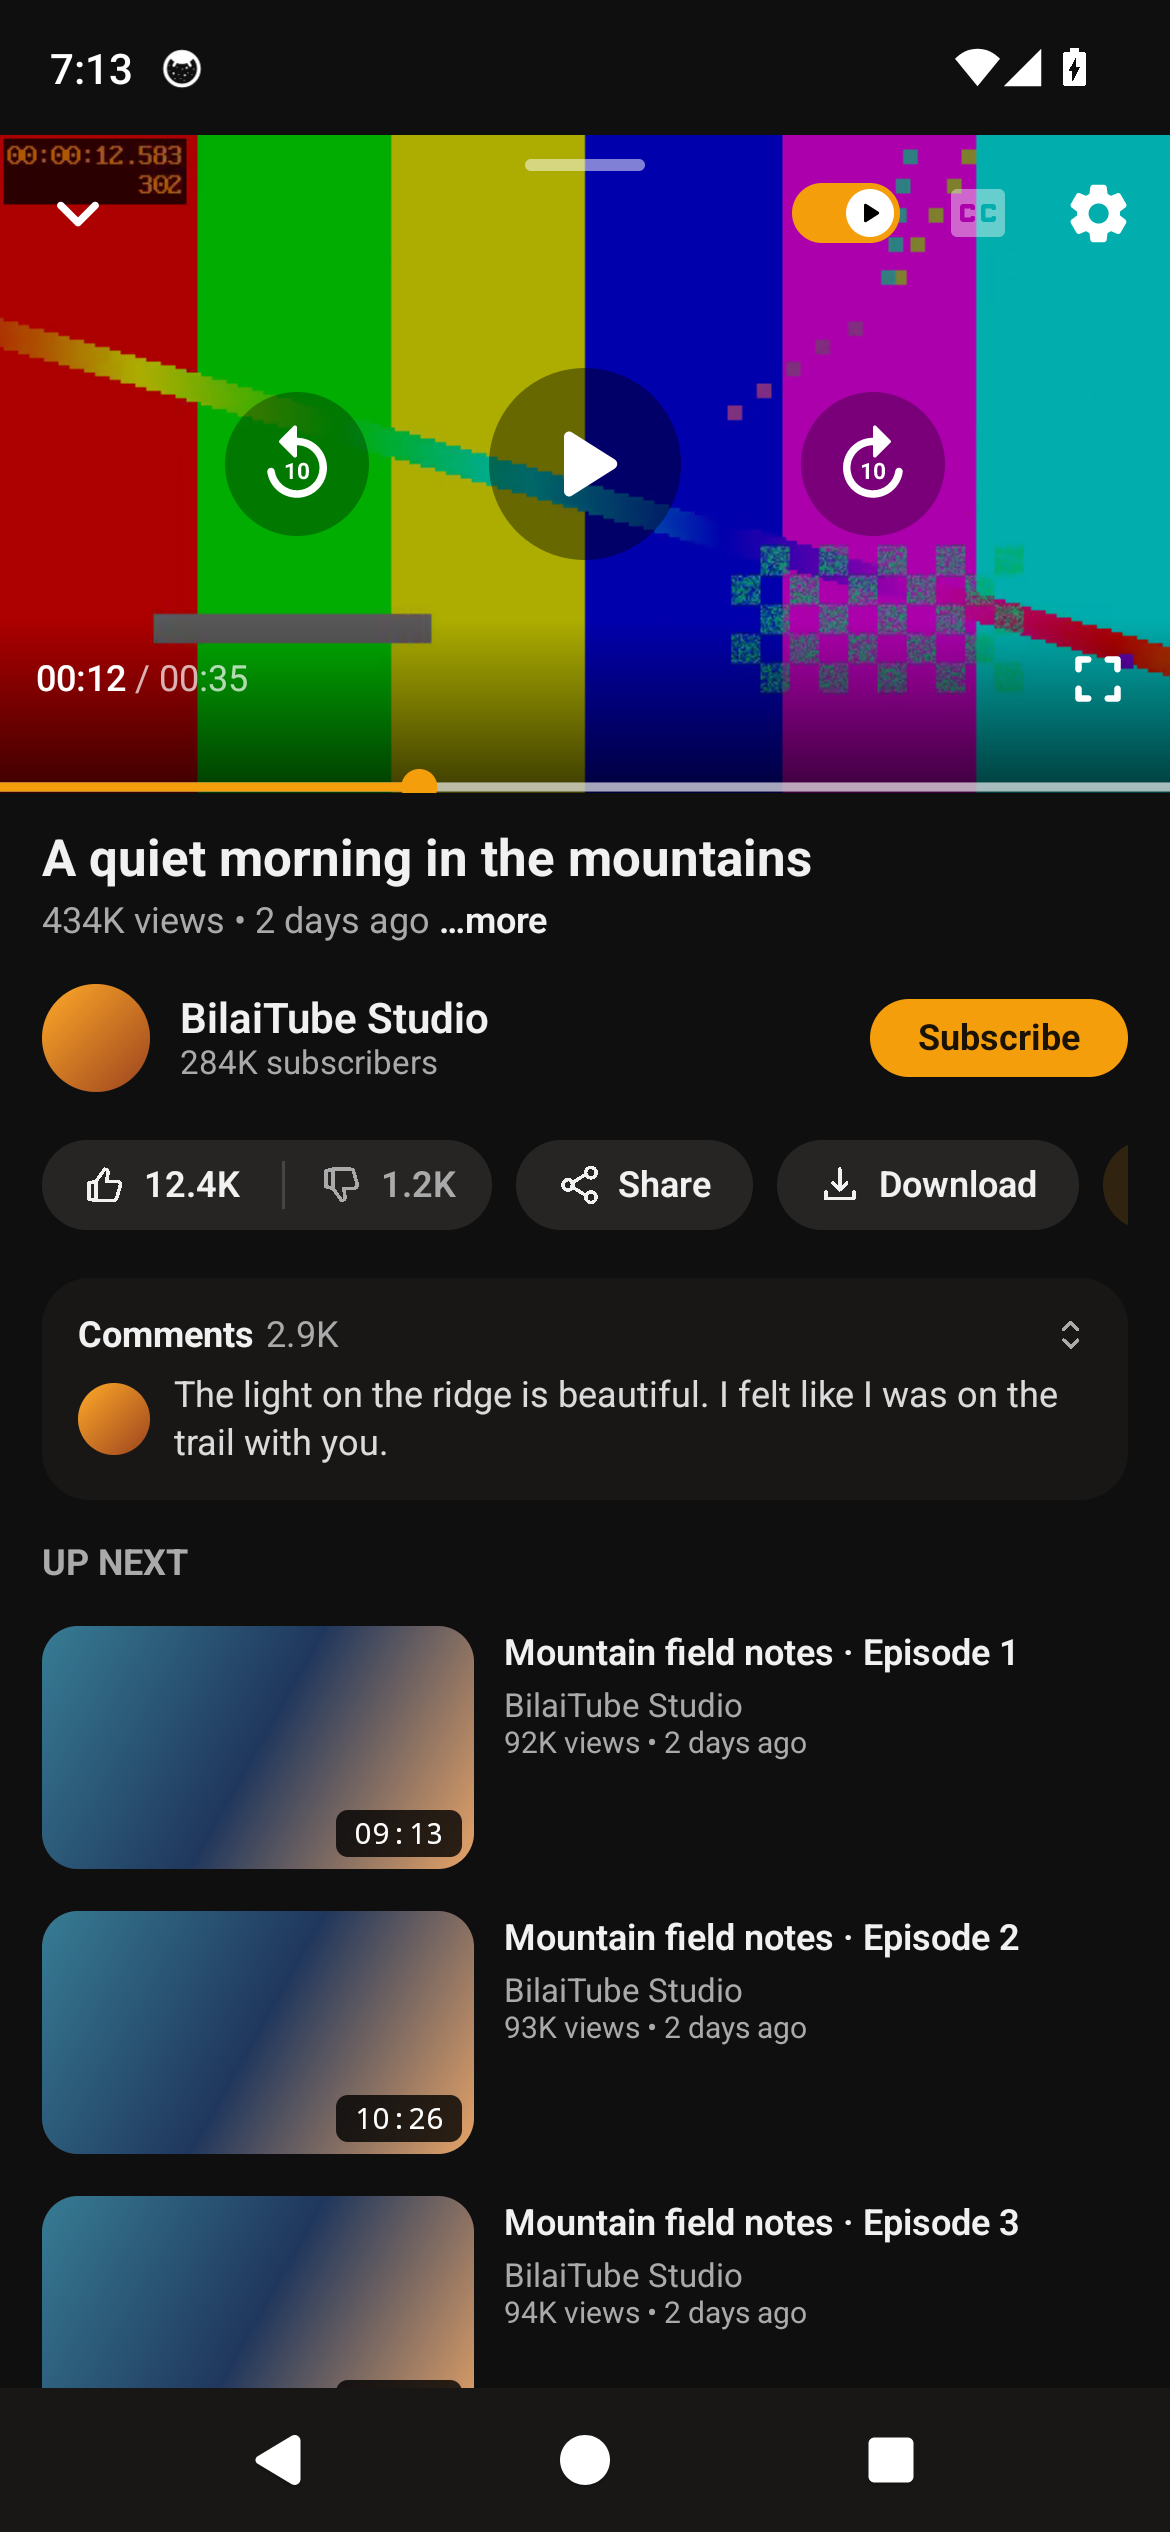 7:13
00:00:12.583
302
CC
10
10
00:12 / 00:35
A quiet morning in the mountains
434K views • 2 days ago ...more
BilaiTube Studio
284K subscribers
Subscribe
12.4K
1.2K
Share
Download
Comments 2.9K
The light on the ridge is beautiful. I felt like I was on the
trail with you.
UP NEXT
Mountain field notes · Episode 1
BilaiTube Studio
92K views • 2 days ago
09:13
Mountain field notes · Episode 2
BilaiTube Studio
93K views • 2 days ago
10:26
Mountain field notes · Episode 3
BilaiTube Studio
94K views • 2 days ago